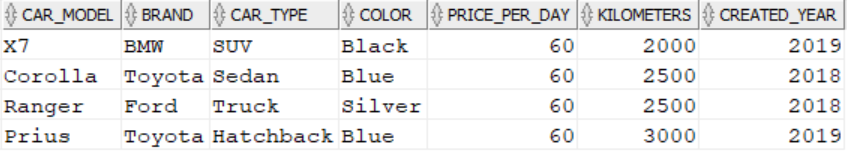 CAR_MODEL BRAND CAR_TYPE COLOR PRICE_PER_DAY KILOMETERS CREATED_YEAR
X7 BMW SUV Black 60 2000 2019
Corolla Toyota Sedan Blue 60 2500 2018
Ranger Ford Truck Silver 60 2500 2018
Prius Toyota Hatchback Blue 60 3000 2019